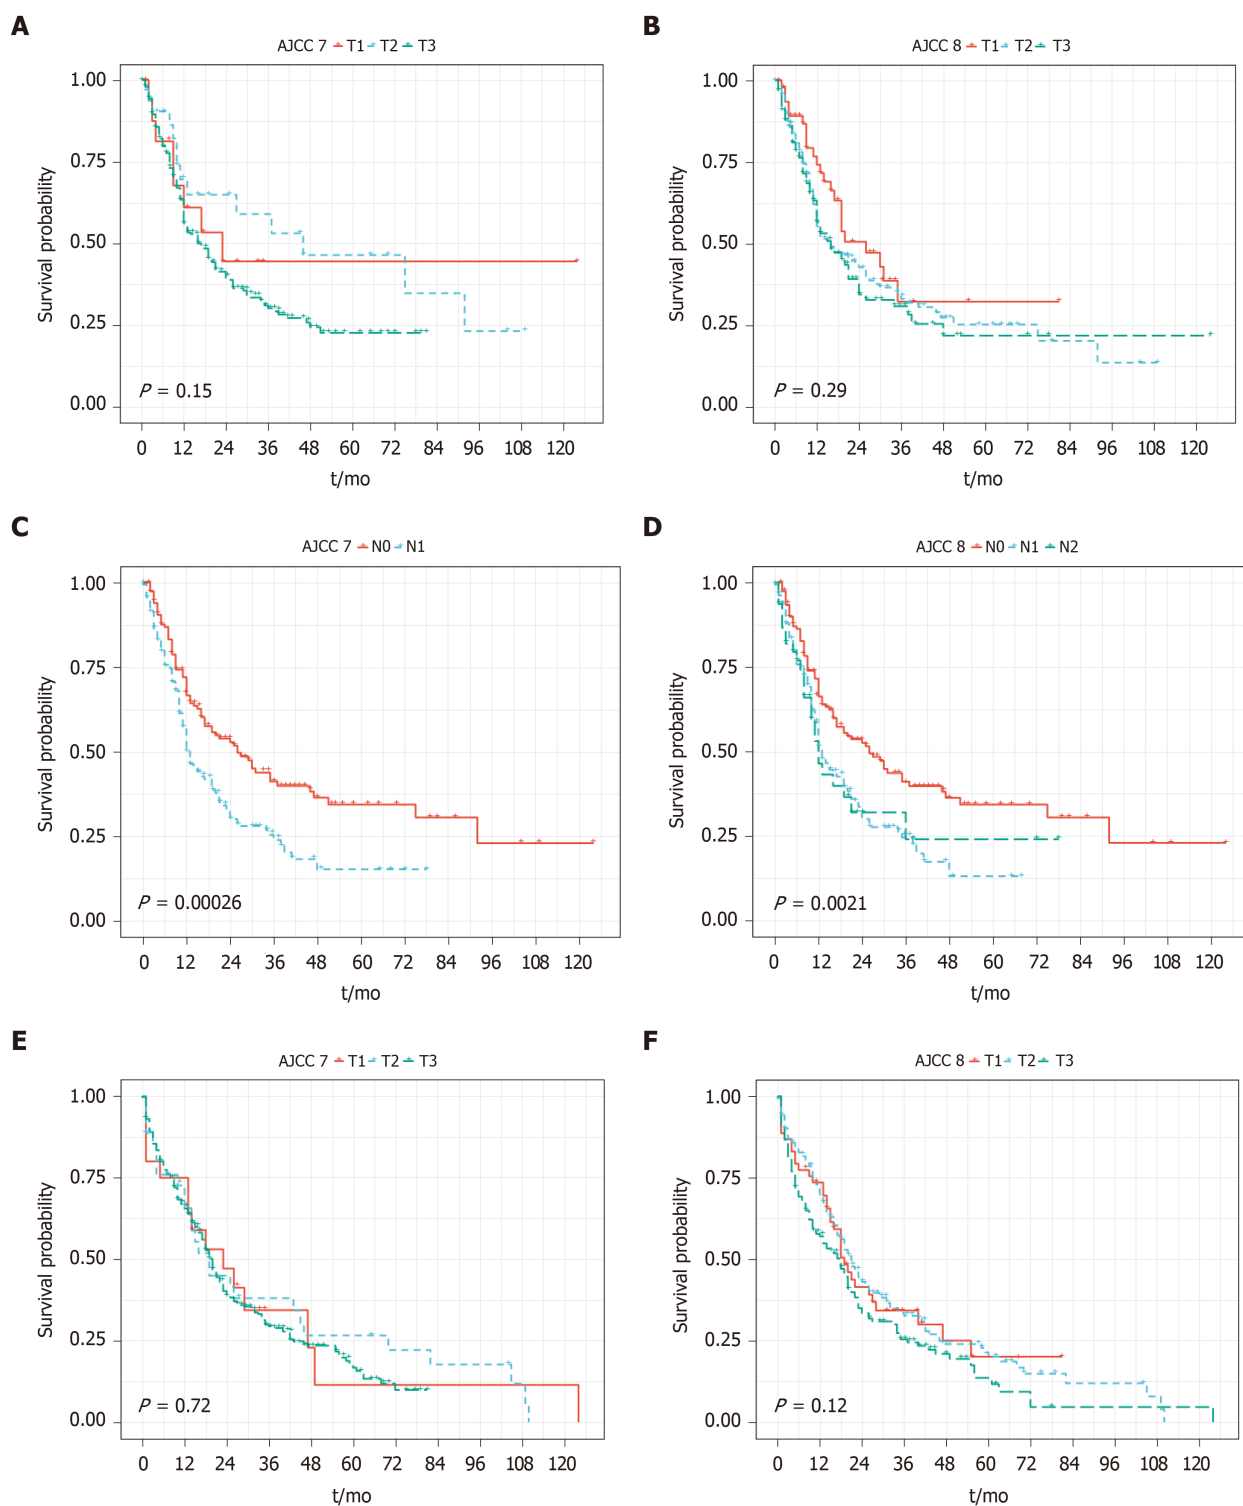 A
AJCC 7 T1 T2 T3
Survival probability
1.00
0.75
0.50
0.25
0.00
P = 0.15
0 12 24 36 48 60 72 84 96 108 120
t/mo
B
AJCC 8 T1 T2 T3
Survival probability
1.00
0.75
0.50
0.25
0.00
P = 0.29
0 12 24 36 48 60 72 84 96 108 120
t/mo
C
AJCC 7 N0 N1
Survival probability
1.00
0.75
0.50
0.25
0.00
P = 0.00026
0 12 24 36 48 60 72 84 96 108 120
t/mo
D
AJCC 8 N0 N1 N2
Survival probability
1.00
0.75
0.50
0.25
0.00
P = 0.0021
0 12 24 36 48 60 72 84 96 108 120
t/mo
E
AJCC 7 T1 T2 T3
Survival probability
1.00
0.75
0.50
0.25
0.00
P = 0.72
0 12 24 36 48 60 72 84 96 108 120
t/mo
F
AJCC 8 T1 T2 T3
Survival probability
1.00
0.75
0.50
0.25
0.00
P = 0.12
0 12 24 36 48 60 72 84 96 108 120
t/mo